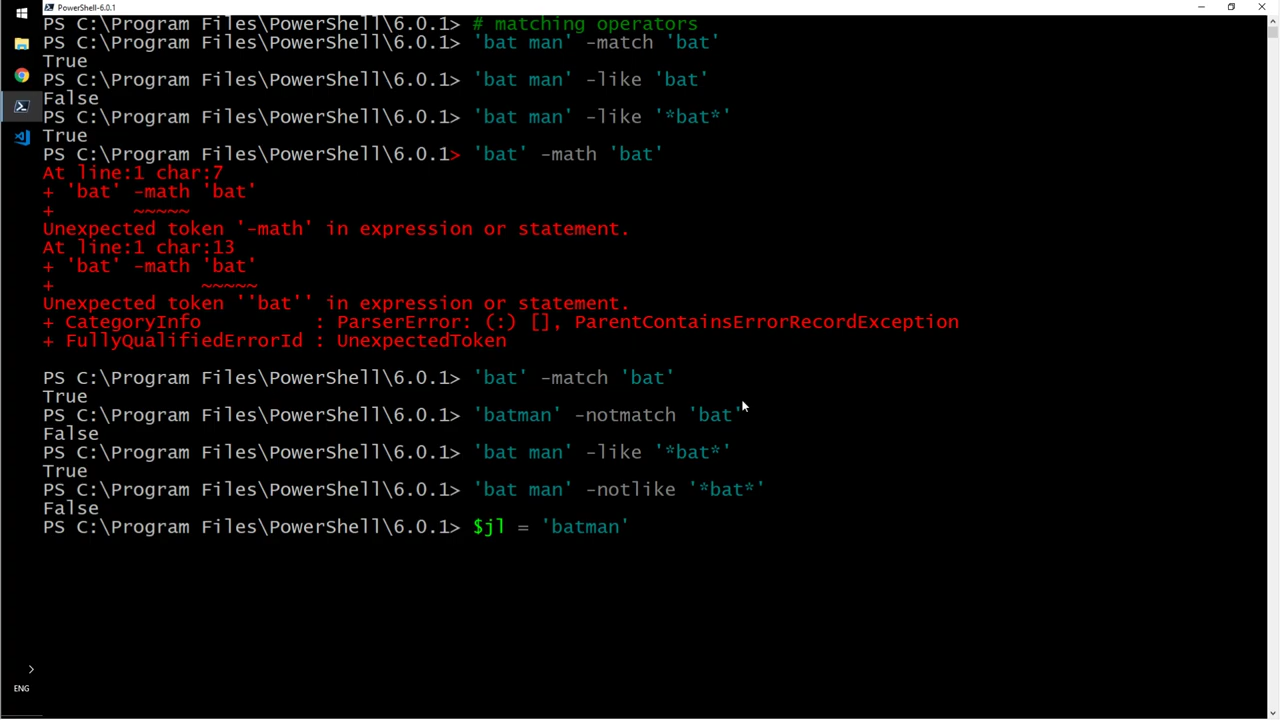 PowerShell-6.0.1
PS C:\Program Files\PowerShell\6.0.1> # matching operators
PS C:\Program Files\PowerShell\6.0.1> 'bat man' -match 'bat'
True
PS C:\Program Files\PowerShell\6.0.1> 'bat man' -like 'bat'
False
PS C:\Program Files\PowerShell\6.0.1> 'bat man' -like '*bat*'
True
PS C:\Program Files\PowerShell\6.0.1> 'bat' -math 'bat'
At line:1 char:7
+ 'bat' -math 'bat'
+       ~~~~~
Unexpected token '-math' in expression or statement.
At line:1 char:13
+ 'bat' -math 'bat'
+             ~~~~~
Unexpected token ''bat'' in expression or statement.
+ CategoryInfo          : ParserError: (:) [], ParentContainsErrorRecordException
+ FullyQualifiedErrorId : UnexpectedToken
PS C:\Program Files\PowerShell\6.0.1> 'bat' -match 'bat'
True
PS C:\Program Files\PowerShell\6.0.1> 'batman' -notmatch 'bat'
False
PS C:\Program Files\PowerShell\6.0.1> 'bat man' -like '*bat*'
True
PS C:\Program Files\PowerShell\6.0.1> 'bat man' -notlike '*bat*'
False
PS C:\Program Files\PowerShell\6.0.1> $jl = 'batman'
ENG